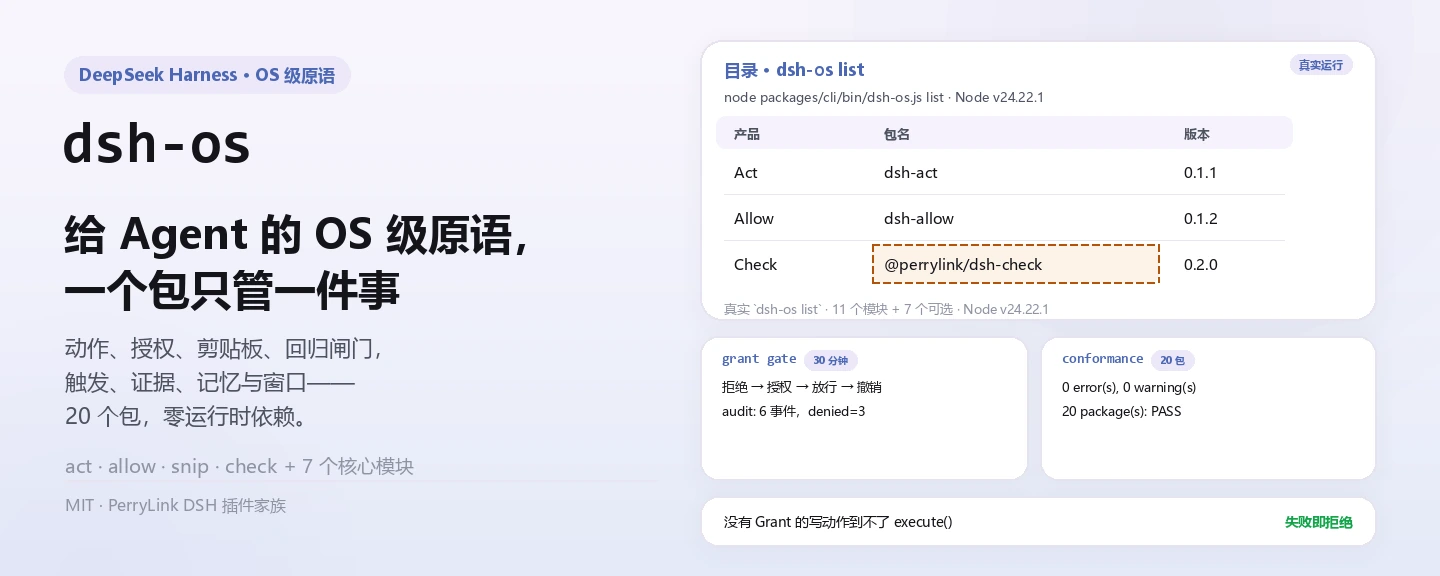 DeepSeek Harness • OS 级原语
dsh-os
给 Agent 的 OS 级原语，
一个包只管一件事
动作、授权、剪贴板、回归闸门，
触发、证据、记忆与窗口——
20 个包，零运行时依赖。
act · allow · snip · check + 7 个核心模块
MIT · PerryLink DSH 插件家族
目录 • dsh-os list
真实运行
node packages/cli/bin/dsh-os.js list · Node v24.22.1
产品 包名 版本
Act dsh-act 0.1.1
Allow dsh-allow 0.1.2
Check @perrylink/dsh-check 0.2.0
真实 `dsh-os list` · 11 个模块 + 7 个可选 · Node v24.22.1
grant gate 30 分钟
拒绝 → 授权 → 放行 → 撤销
audit: 6 事件，denied=3
conformance 20 包
0 error(s), 0 warning(s)
20 package(s): PASS
没有 Grant 的写动作到不了 execute()
失败即拒绝